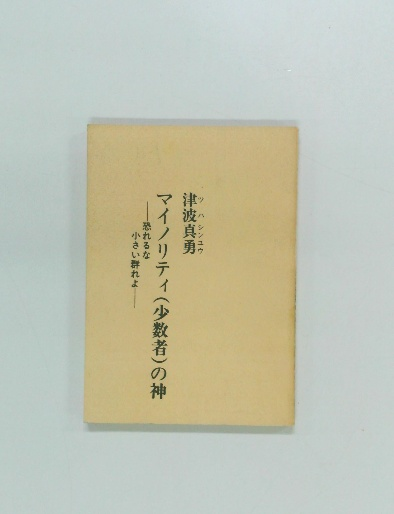 津波真勇
ツハシンユウ
マイノリティ(少数者)の神
──恐れるな
小さい群れよ──